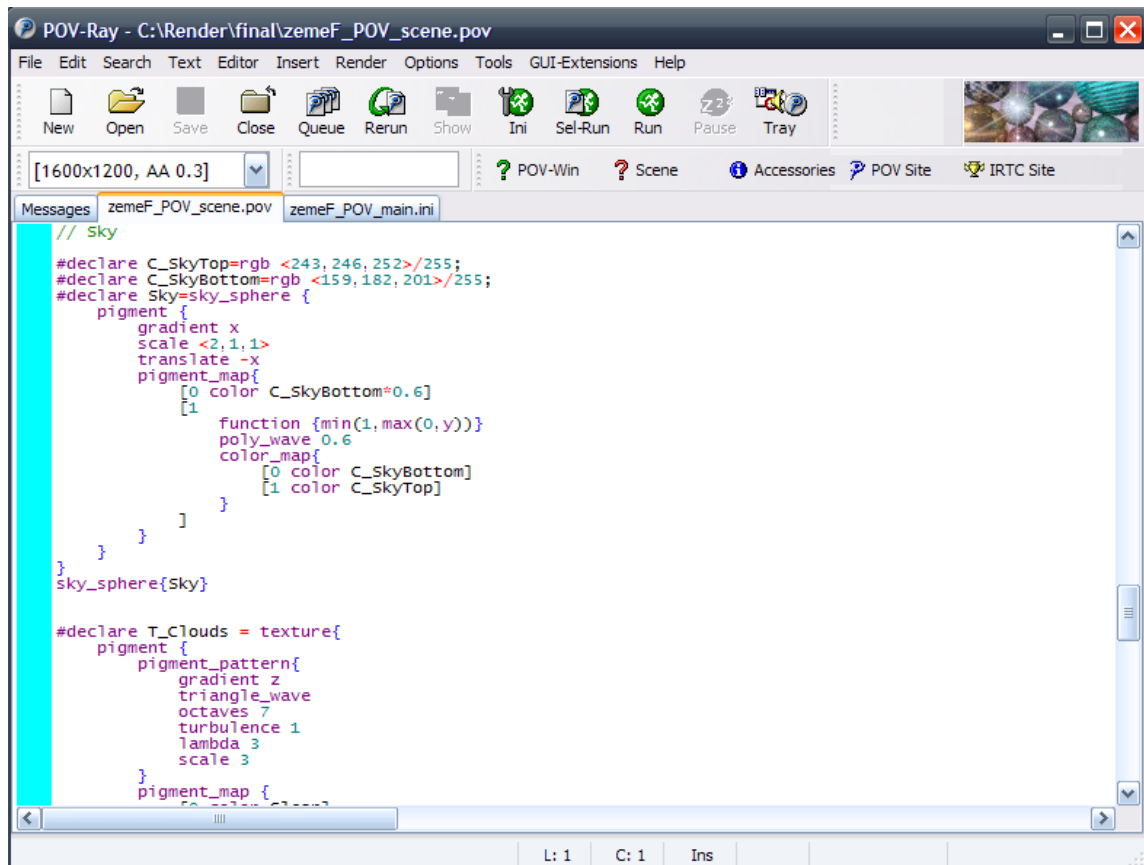 POV-Ray - C:\Render\final\zemeF_POV_scene.pov
File Edit Search Text Editor Insert Render Options Tools GUI-Extensions Help
New Open Save Close Queue Rerun Show Ini Sel-Run Run Pause Tray
[1600x1200, AA 0.3] POV-Win Scene Accessories POV Site IRTC Site
Messages zemeF_POV_scene.pov zemeF_POV_main.ini
// Sky
#declare C_SkyTop=rgb <243,246,252>/255;
#declare C_SkyBottom=rgb <159,182,201>/255;
#declare Sky=sky_sphere {
pigment {
gradient x
scale <2,1,1>
translate -x
pigment_map{
[0 color C_SkyBottom*0.6]
[1
function {min(1,max(0,y))}
poly_wave 0.6
color_map{
[0 color C_SkyBottom]
[1 color C_SkyTop]
}
]
}
}
}
sky_sphere{Sky}
#declare T_Clouds = texture{
pigment {
pigment_pattern{
gradient z
triangle_wave
octaves 7
turbulence 1
lambda 3
scale 3
}
pigment_map {
L: 1 C: 1 Ins